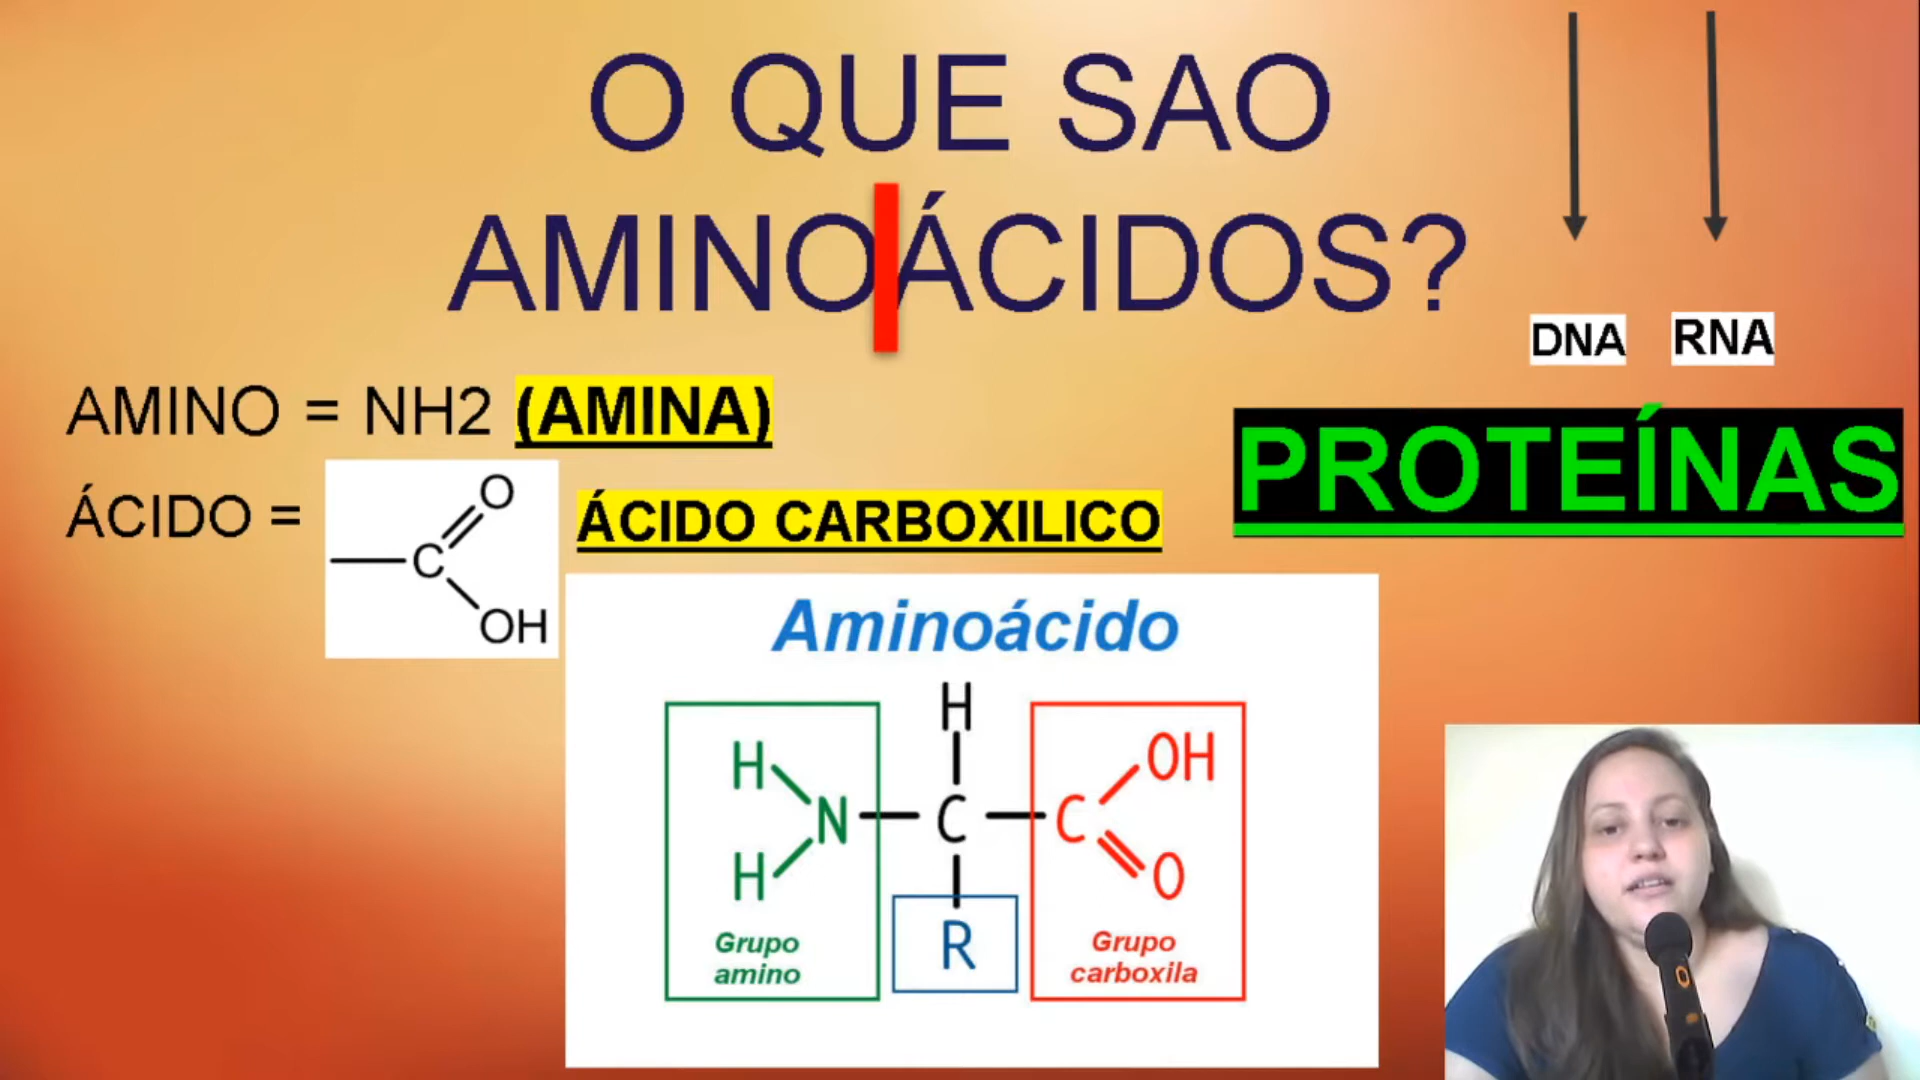 O QUE SAO
AMINOÁCIDOS?
DNA RNA
AMINO = NH2 (AMINA)
PROTEÍNAS
ÁCIDO = ÁCIDO CARBOXILICO
O
C
OH
Aminoácido
H
H OH
N C C
H O
R
Grupo
amino
Grupo
carboxila